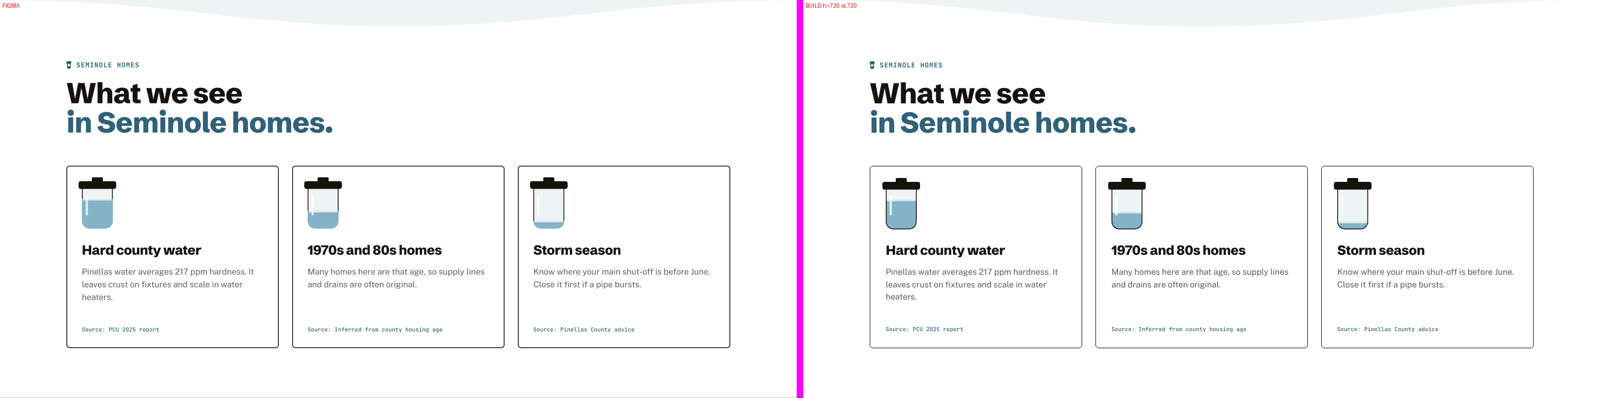 FIGMA
SEMINOLE HOMES
What we see
in Seminole homes.
Hard county water
Pinellas water averages 217 ppm hardness. It
leaves crust on fixtures and scale in water
heaters.
Source: PCU 2025 report
1970s and 80s homes
Many homes here are that age, so supply lines
and drains are often original.
Source: Inferred from county housing age
Storm season
Know where your main shut-off is before June.
Close it first if a pipe bursts.
Source: Pinellas County advice
BUILD h=720 vs 720
SEMINOLE HOMES
What we see
in Seminole homes.
Hard county water
Pinellas water averages 217 ppm hardness. It
leaves crust on fixtures and scale in water
heaters.
Source: PCU 2025 report
1970s and 80s homes
Many homes here are that age, so supply lines
and drains are often original.
Source: Inferred from county housing age
Storm season
Know where your main shut-off is before June.
Close it first if a pipe bursts.
Source: Pinellas County advice